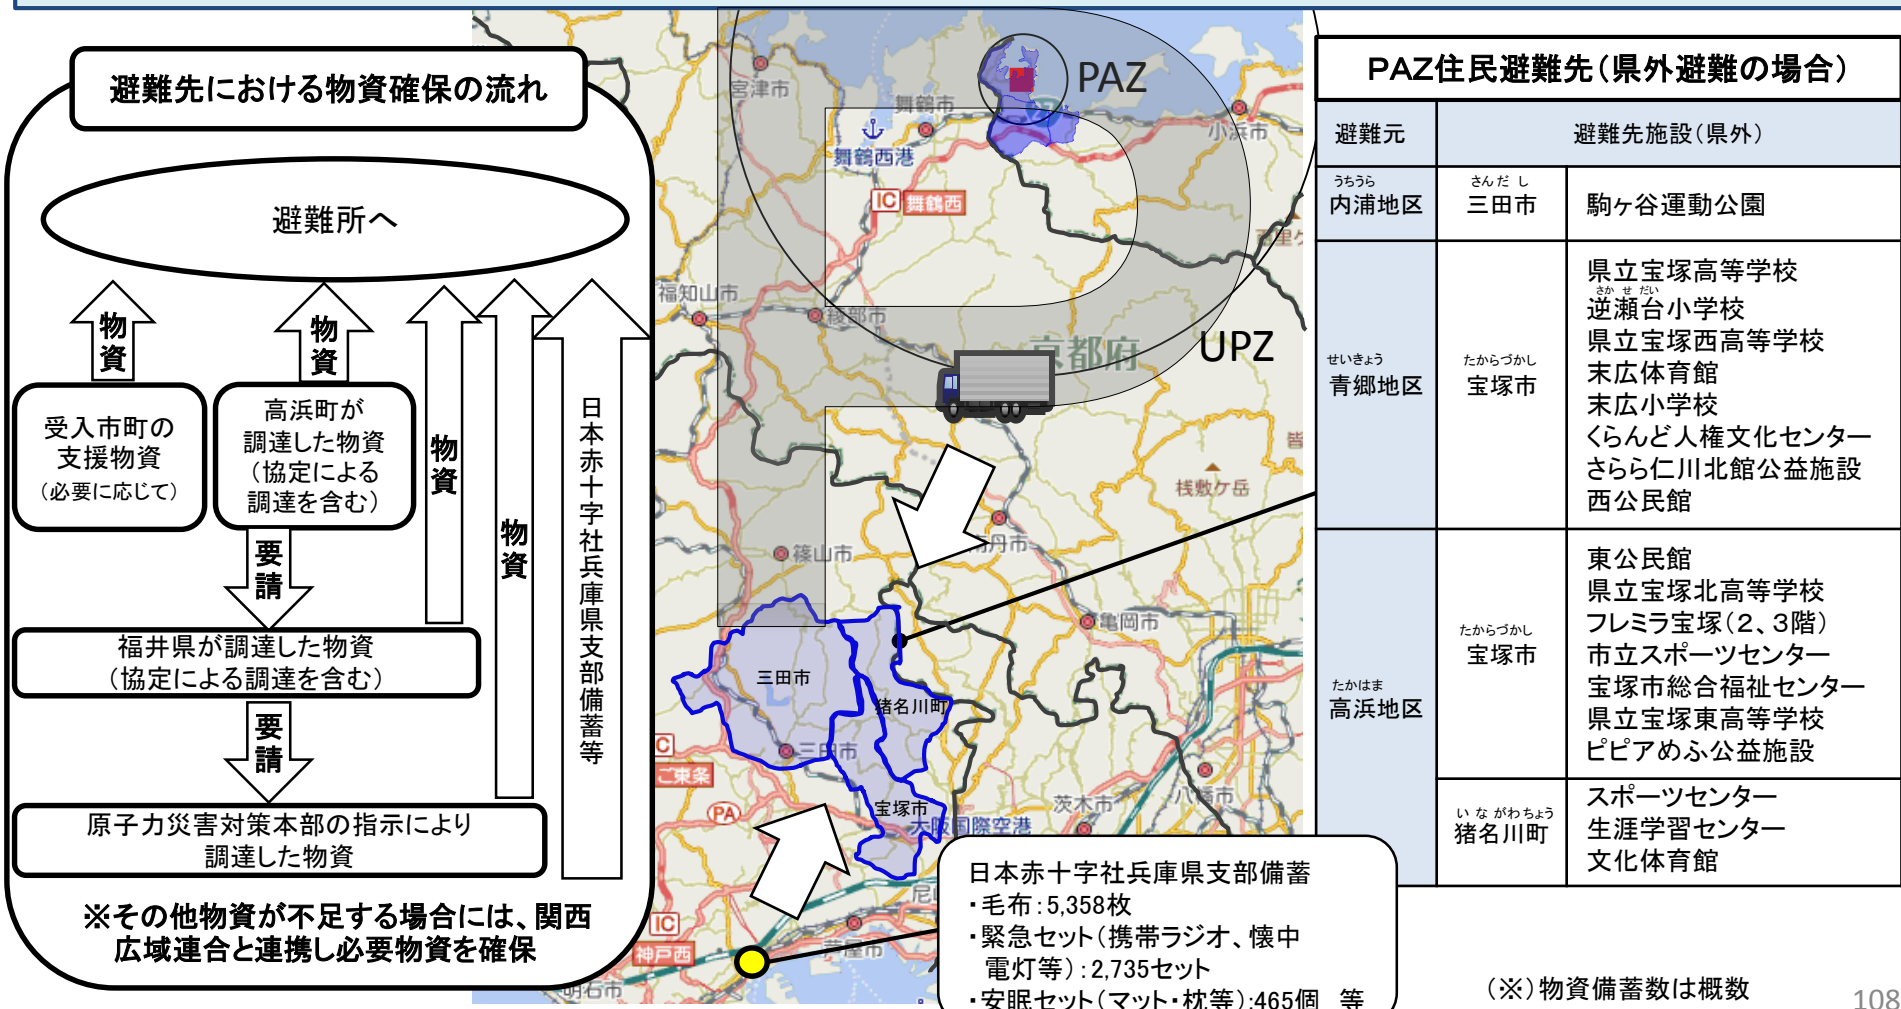 避難先における物資確保の流れ
避難所へ
物資
物資
物資
物資
受入市町の
支援物資
(必要に応じて)
高浜町が
調達した物資
(協定による
調達を含む)
日本赤十字社兵庫県支部備蓄等
要請
福井県が調達した物資
(協定による調達を含む)
要請
原子力災害対策本部の指示により
調達した物資
※その他物資が不足する場合には、関西
広域連合と連携し必要物資を確保
PAZ
宮津市
舞鶴市
小浜市
舞鶴西港
IC 舞鶴西
福知山市
綾部市
京都府
UPZ
桟敷ケ岳
篠山市
南丹市
亀岡市
三田市
猪名川町
三田市
IC
ご東条
PA
宝塚市
茨木市
八幡市
大阪国際空港
IC
神戸西
芦屋市
明石市
日本赤十字社兵庫県支部備蓄
・毛布:5,358枚
・緊急セット(携帯ラジオ、懐中
電灯等):2,735セット
・安眠セット(マット・枕等):465個 等
PAZ住民避難先(県外避難の場合)
避難元 避難先施設(県外)
うちうら さんだ し
内浦地区 三田市 駒ヶ谷運動公園
県立宝塚高等学校
さか せ だい
逆瀬台小学校
県立宝塚西高等学校
せいきょう たからづかし
青郷地区 宝塚市
末広体育館
末広小学校
くらんど人権文化センター
さらら仁川北館公益施設
西公民館
東公民館
県立宝塚北高等学校
フレミラ宝塚(2、3階)
たからづかし
宝塚市
市立スポーツセンター
宝塚市総合福祉センター
たかはま
高浜地区
県立宝塚東高等学校
ピピアめふ公益施設
い な がわちょう
猪名川町
スポーツセンター
生涯学習センター
文化体育館
(※)物資備蓄数は概数
108